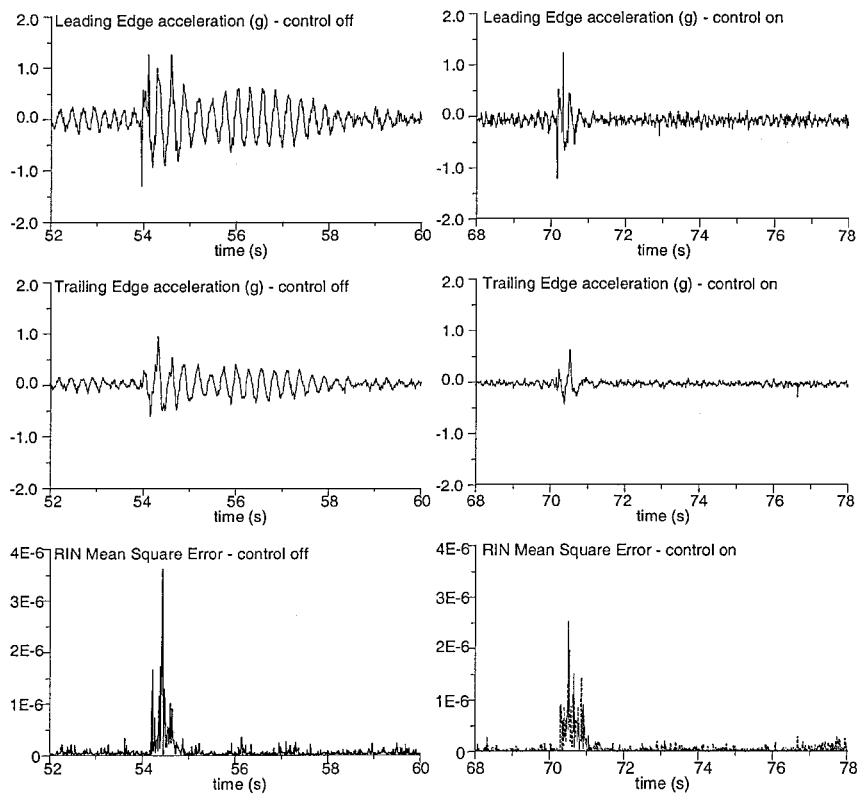 Leading Edge acceleration (g) - control off
2.0
1.0
0.0
-1.0
-2.0
52 54 56 58 60
time (s)
Leading Edge acceleration (g) - control on
2.0
1.0
0.0
-1.0
-2.0
68 70 72 74 76 78
time (s)
Trailing Edge acceleration (g) - control off
2.0
1.0
0.0
-1.0
-2.0
52 54 56 58 60
time (s)
Trailing Edge acceleration (g) - control on
2.0
1.0
0.0
-1.0
-2.0
68 70 72 74 76 78
time (s)
RIN Mean Square Error - control off
4E-6
3E-6
2E-6
1E-6
0
52 54 56 58 60
time (s)
RIN Mean Square Error - control on
4E-6
3E-6
2E-6
1E-6
0
68 70 72 74 76 78
time (s)